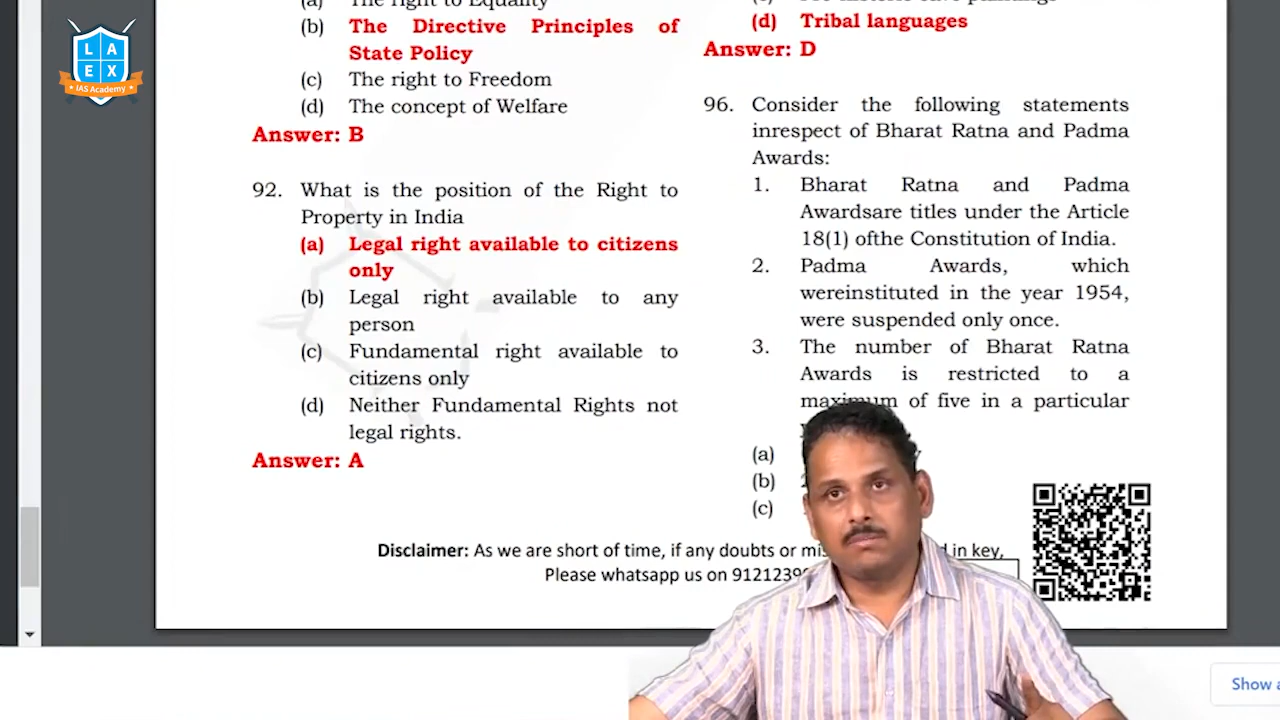 L A
E X
IAS Academy
(a) The right to Equality
(b) The Directive Principles of
State Policy
(c) The right to Freedom
(d) The concept of Welfare
Answer: B
92. What is the position of the Right to
Property in India
(a) Legal right available to citizens
only
(b) Legal right available to any
person
(c) Fundamental right available to
citizens only
(d) Neither Fundamental Rights not
legal rights.
Answer: A
(d) Tribal languages
Answer: D
96. Consider the following statements
inrespect of Bharat Ratna and Padma
Awards:
1. Bharat Ratna and Padma
Awardsare titles under the Article
18(1) ofthe Constitution of India.
2. Padma Awards, which
wereinstituted in the year 1954,
were suspended only once.
3. The number of Bharat Ratna
Awards is restricted to a
maximum of five in a particular
(a)
(b)
(c)
Disclaimer: As we are short of time, if any doubts or in key,
Please whatsapp us on
Show